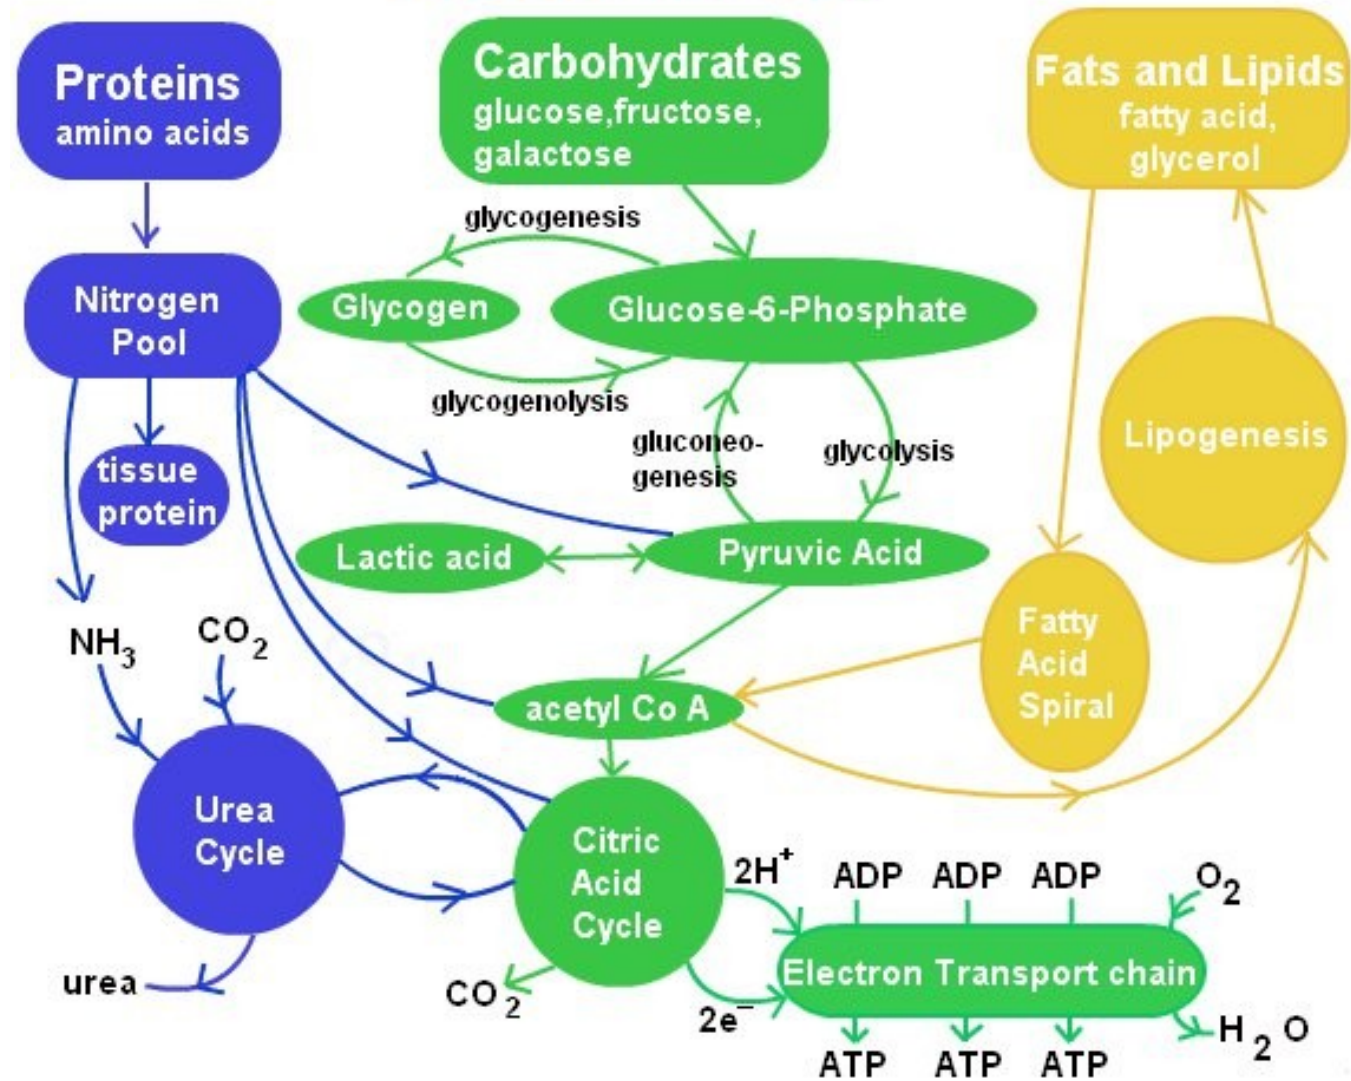 Proteins
amino acids
Carbohydrates
glucose,fructose,
galactose
Fats and Lipids
fatty acid,
glycerol
glycogenesis
Nitrogen
Pool
Glycogen
Glucose-6-Phosphate
glycogenolysis
gluconeo-
genesis
glycolysis
Lipogenesis
tissue
protein
Lactic acid
Pyruvic Acid
Fatty
Acid
Spiral
NH3
CO2
acetyl Co A
Urea
Cycle
Citric
Acid
Cycle
2H+
ADP ADP ADP
O2
Electron Transport chain
urea
CO2
2e−
H2O
ATP ATP ATP